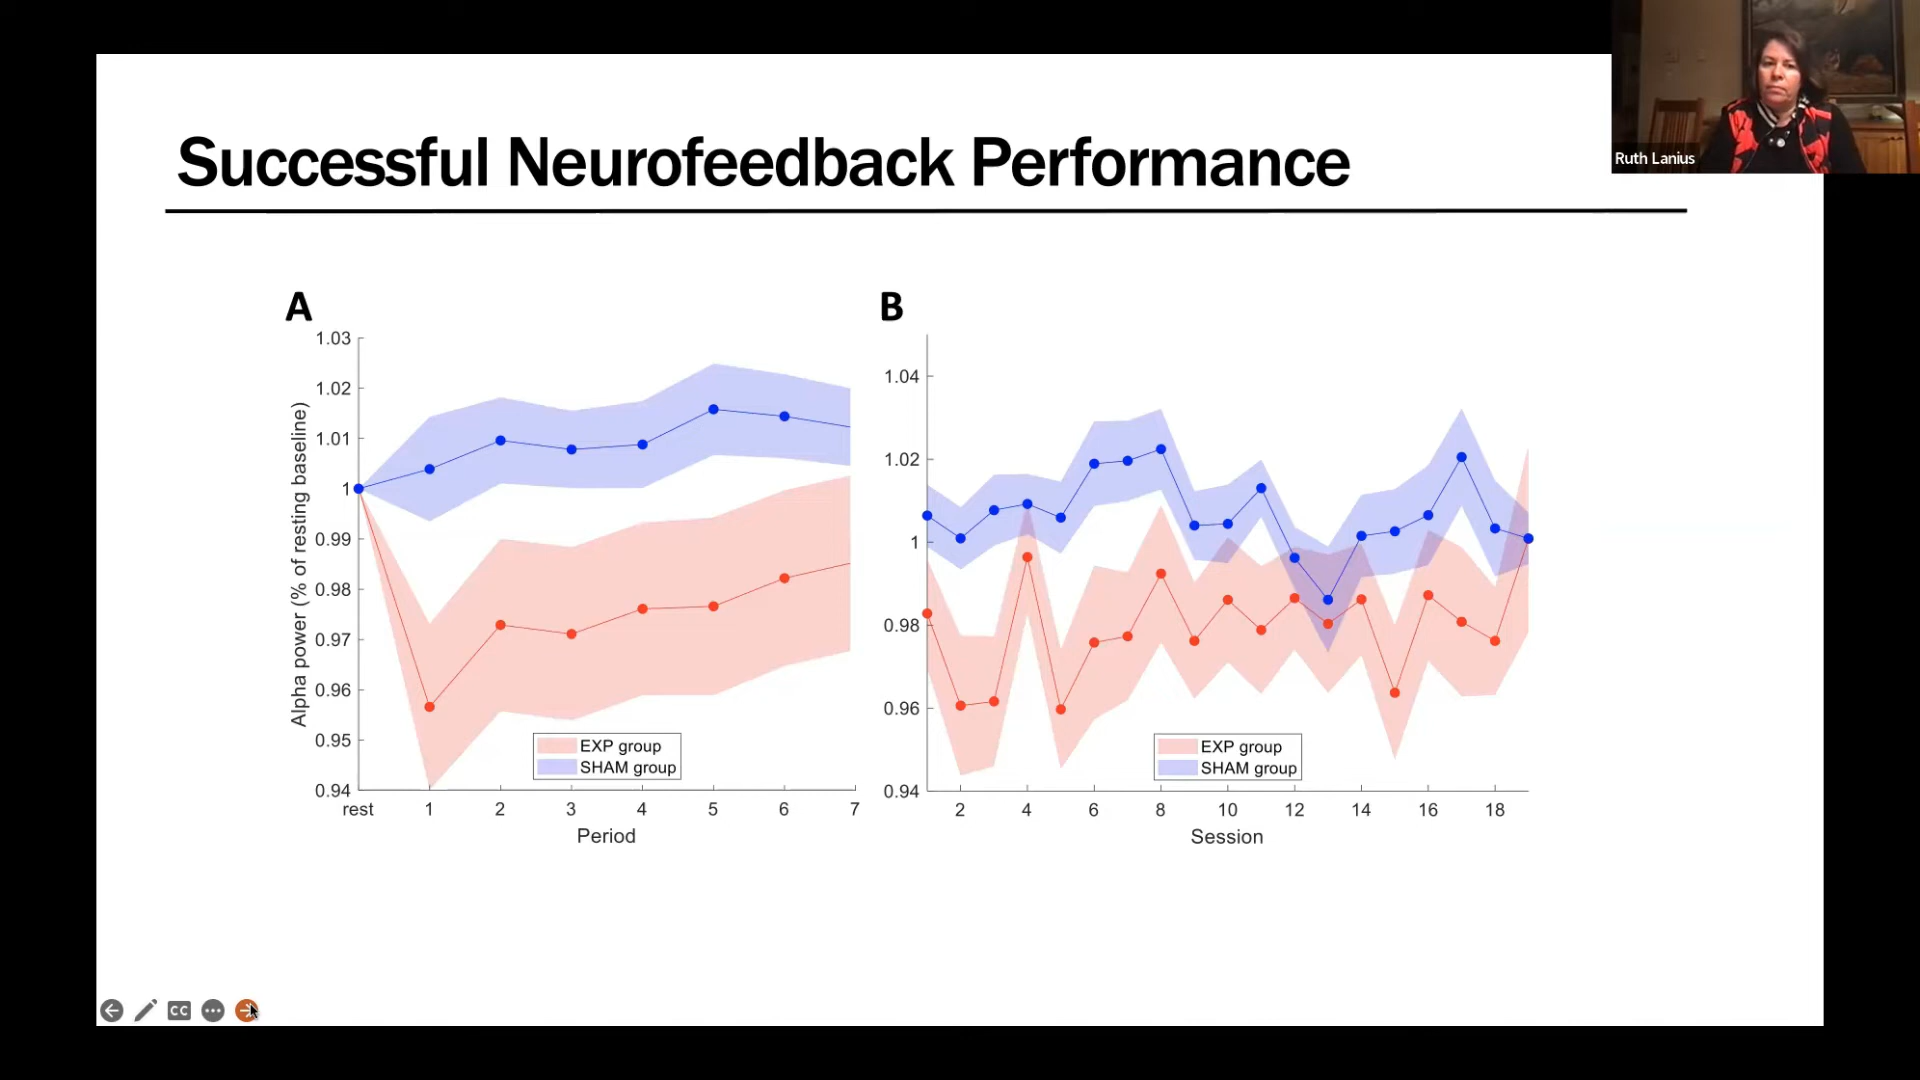 Successful Neurofeedback Performance
Ruth Lanius
A
1.03
1.02
1.01
1
0.99
0.98
0.97
0.96
0.95
0.94
Alpha power (% of resting baseline)
rest 1 2 3 4 5 6 7
Period
EXP group
SHAM group
B
1.04
1.02
1
0.98
0.96
0.94
2 4 6 8 10 12 14 16 18
Session
EXP group
SHAM group
CC